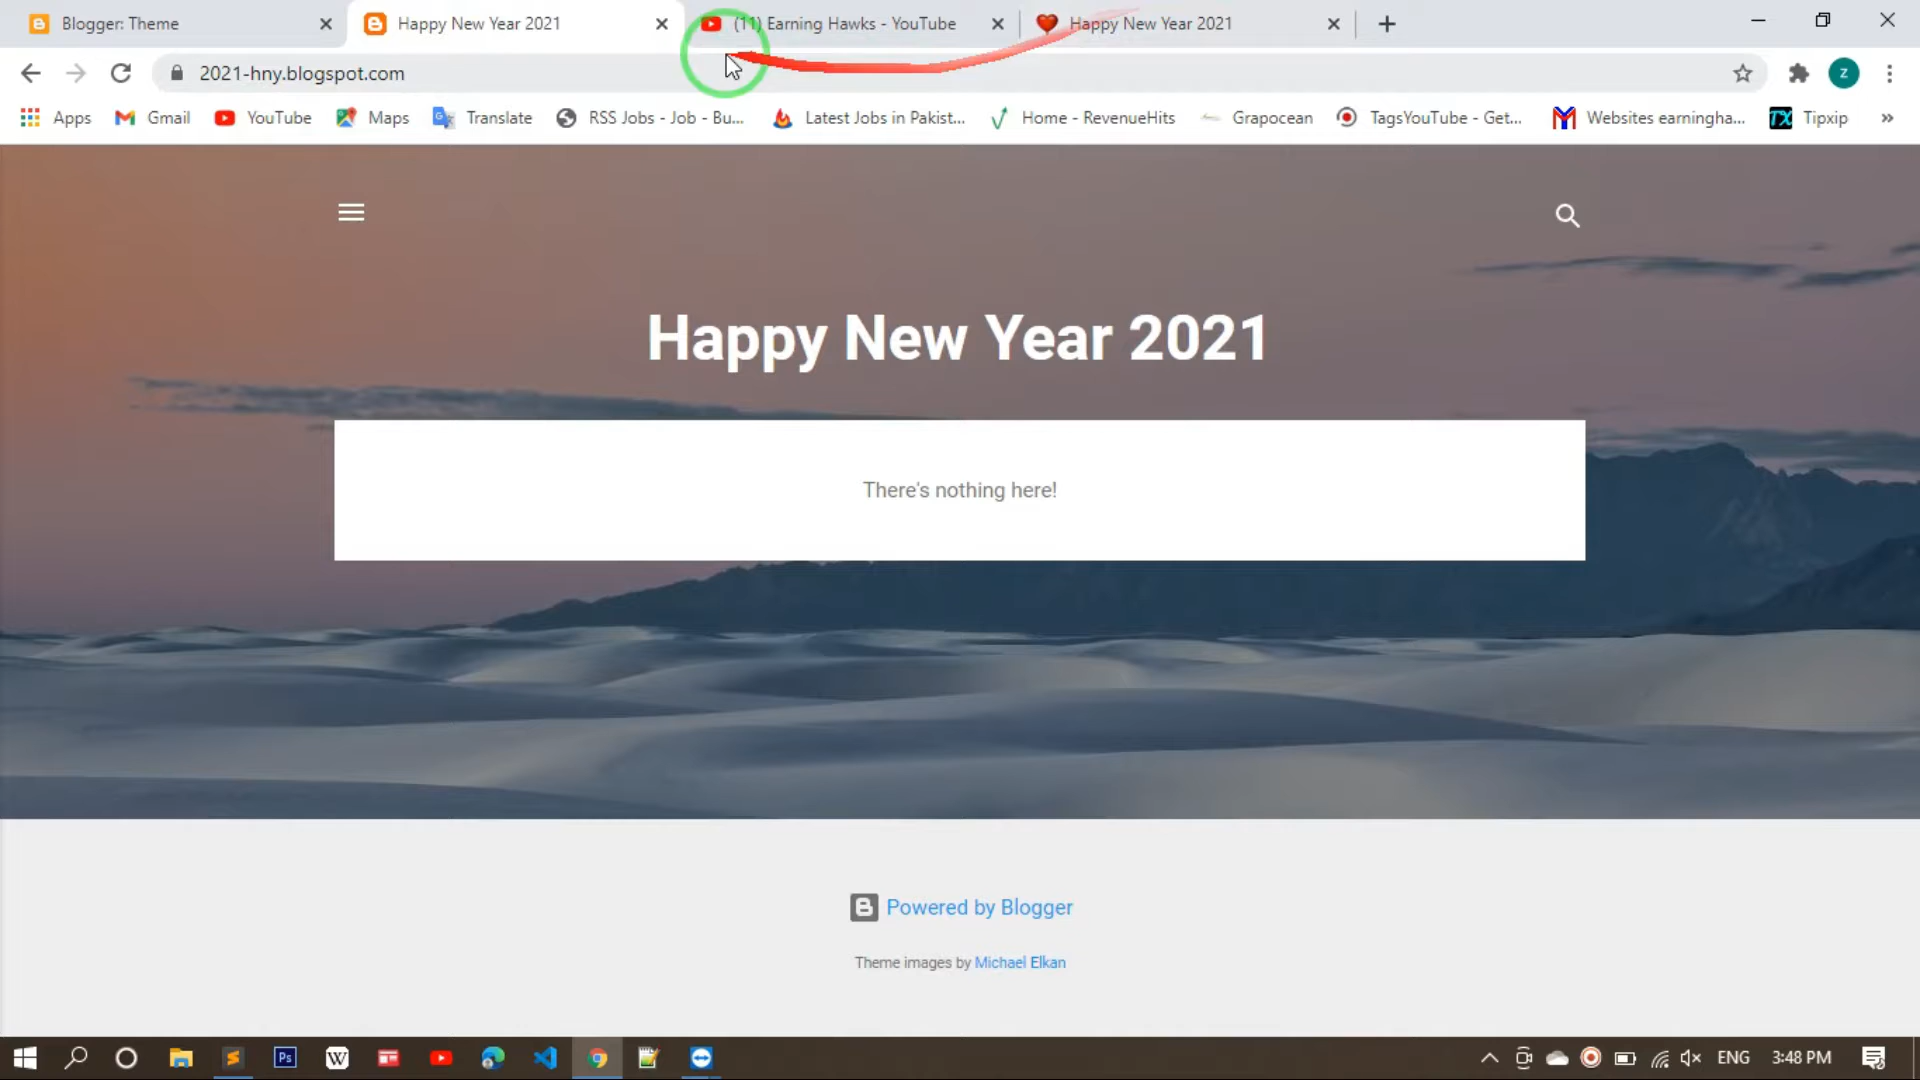 Blogger: Theme
Happy New Year 2021
(11) Earning Hawks - YouTube
Happy New Year 2021
2021-hny.blogspot.com
Z
Apps
Gmail
YouTube
Maps
Translate
RSS Jobs - Job - Bu...
Latest Jobs in Pakist...
Home - RevenueHits
Grapocean
TagsYouTube - Get...
Websites earningha...
TX
Tipxip
»
Happy New Year 2021
There's nothing here!
Powered by Blogger
Theme images by Michael Elkan
Ps
W
ENG
3:48 PM